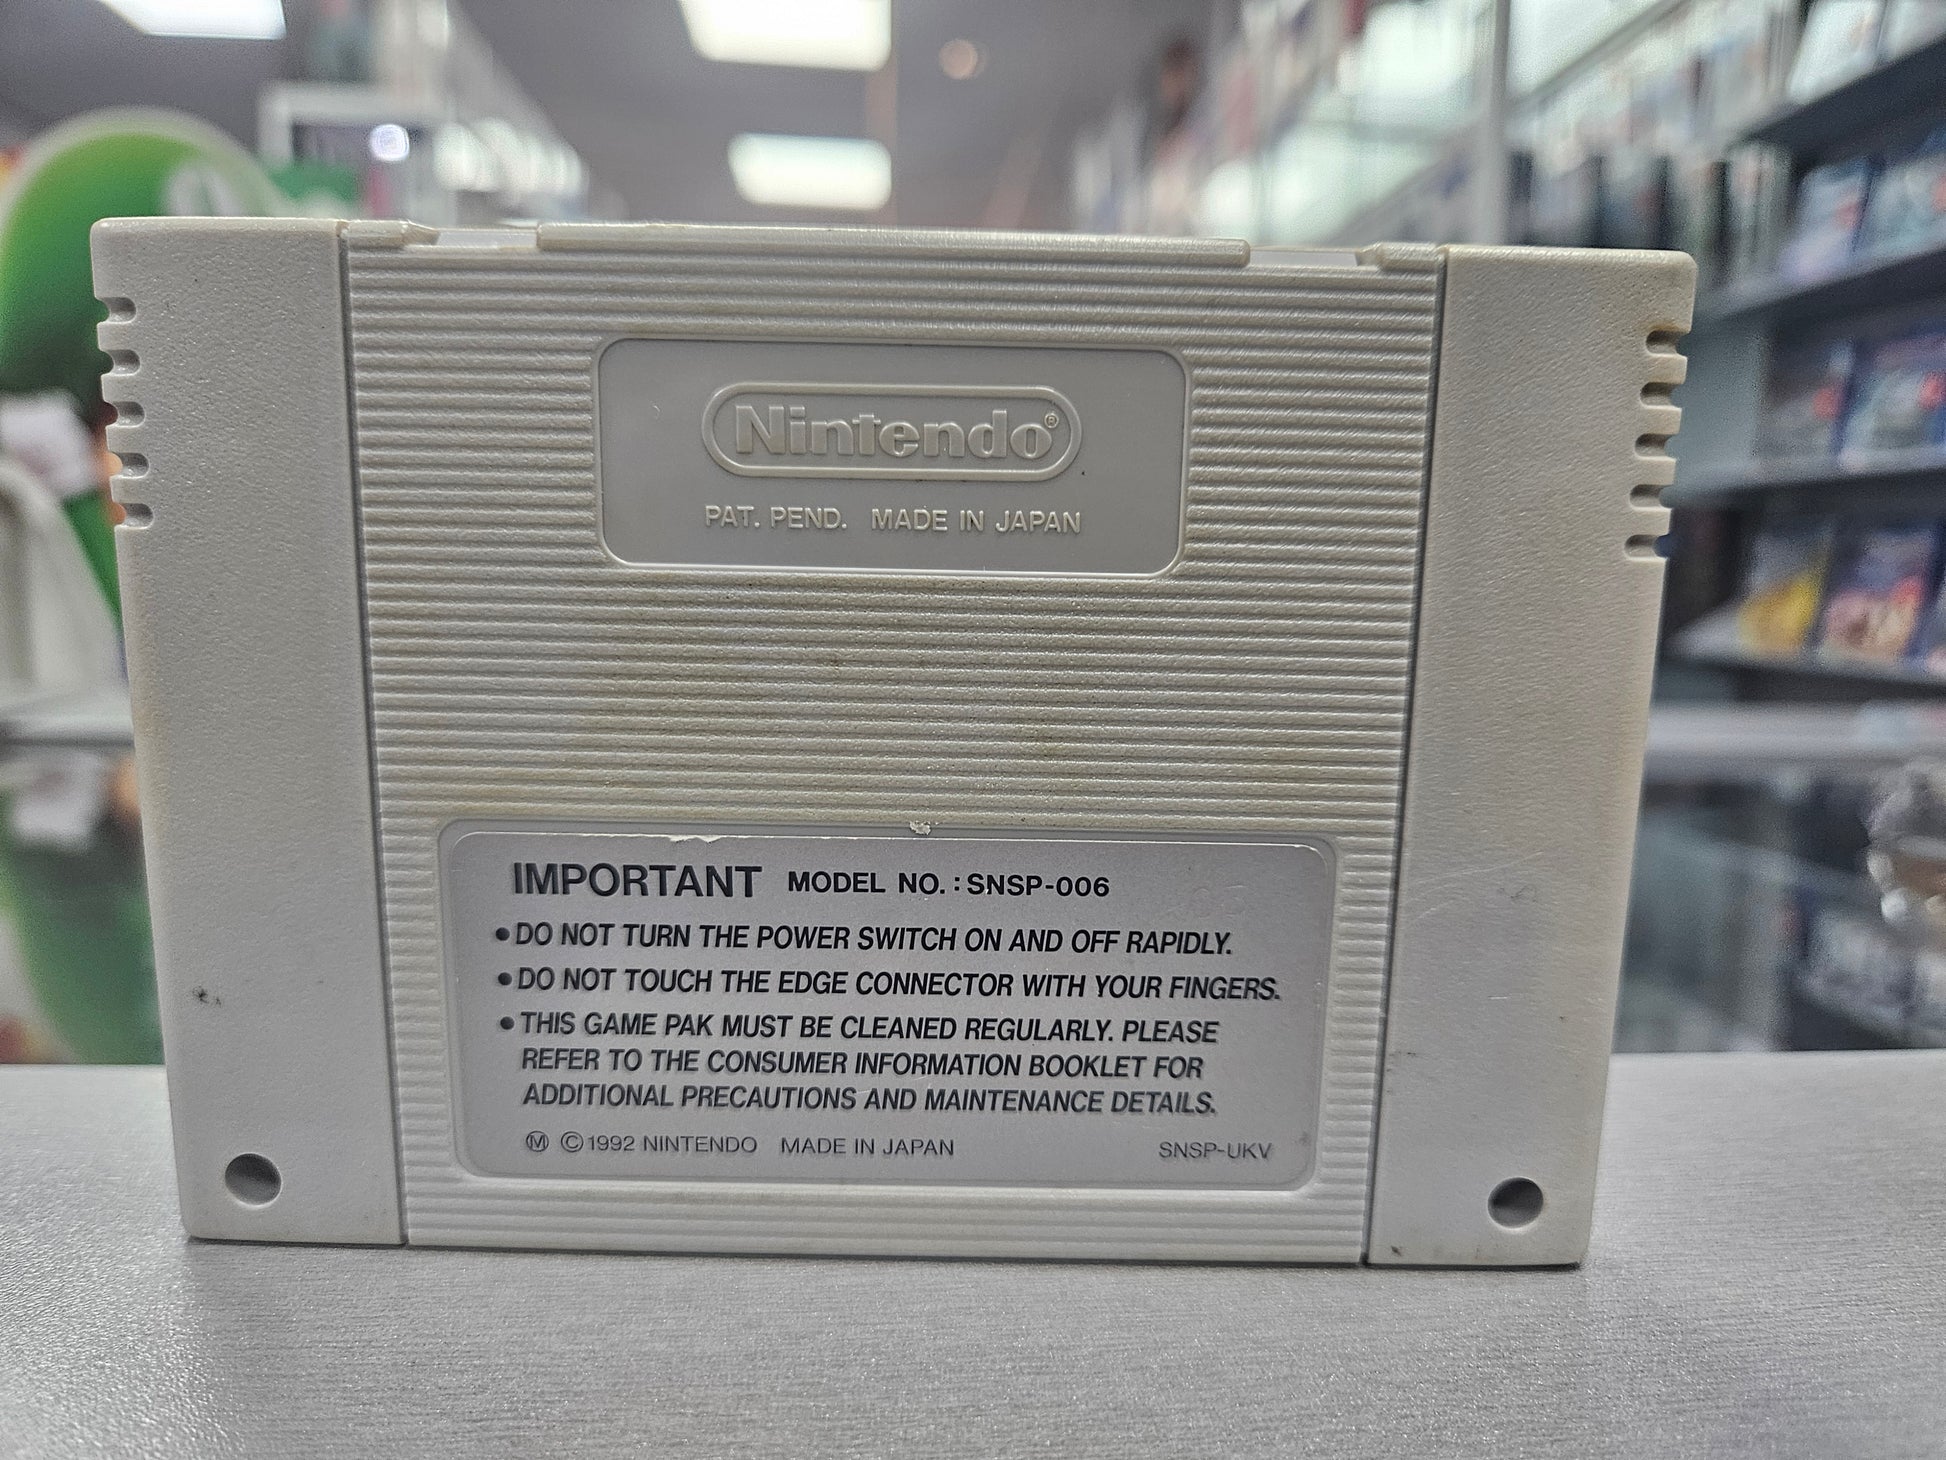 Nintendo®
PAT. PEND. MADE IN JAPAN
IMPORTANT MODEL NO. : SNSP-006
•DO NOT TURN THE POWER SWITCH ON AND OFF RAPIDLY.
•DO NOT TOUCH THE EDGE CONNECTOR WITH YOUR FINGERS.
•THIS GAME PAK MUST BE CLEANED REGULARLY. PLEASE
REFER TO THE CONSUMER INFORMATION BOOKLET FOR
ADDITIONAL PRECAUTIONS AND MAINTENANCE DETAILS.
Ⓜ ©1992 NINTENDO MADE IN JAPAN SNSP-UKV